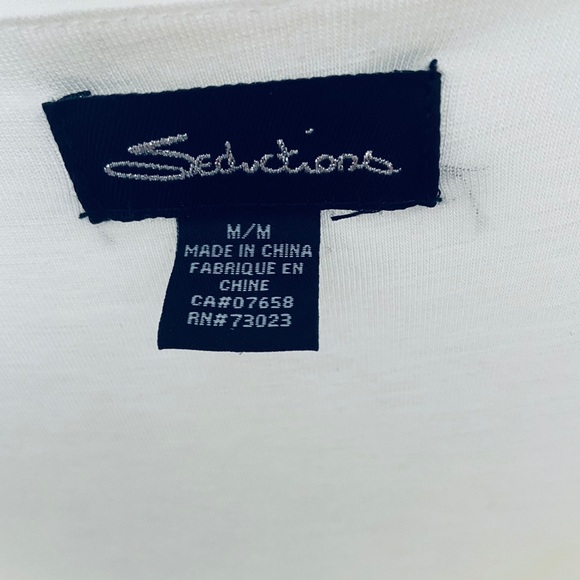 Seductions
M/M
MADE IN CHINA
FABRIQUE EN
CHINE
CA#07658
RN#73023